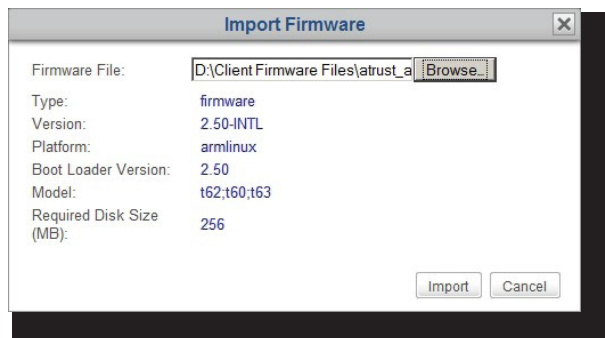 Import Firmware
Firmware File: D:\Client Firmware Files\atrust_a Browse...
Type: firmware
Version: 2.50-INTL
Platform: armlinux
Boot Loader Version: 2.50
Model: t62;t60;t63
Required Disk Size
(MB): 256
Import Cancel